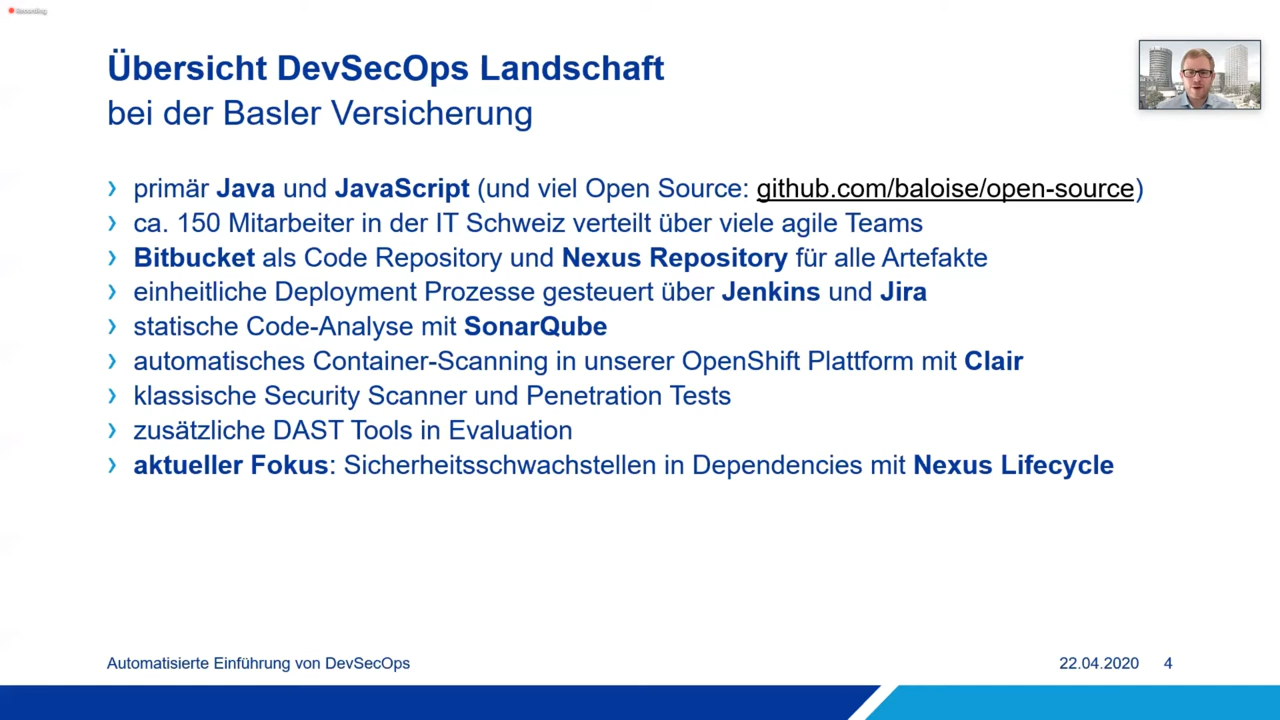 Recording
Übersicht DevSecOps Landschaft
bei der Basler Versicherung
› primär Java und JavaScript (und viel Open Source: github.com/baloise/open-source)
› ca. 150 Mitarbeiter in der IT Schweiz verteilt über viele agile Teams
› Bitbucket als Code Repository und Nexus Repository für alle Artefakte
› einheitliche Deployment Prozesse gesteuert über Jenkins und Jira
› statische Code-Analyse mit SonarQube
› automatisches Container-Scanning in unserer OpenShift Plattform mit Clair
› klassische Security Scanner und Penetration Tests
› zusätzliche DAST Tools in Evaluation
› aktueller Fokus: Sicherheitsschwachstellen in Dependencies mit Nexus Lifecycle
Automatisierte Einführung von DevSecOps
22.04.2020 4